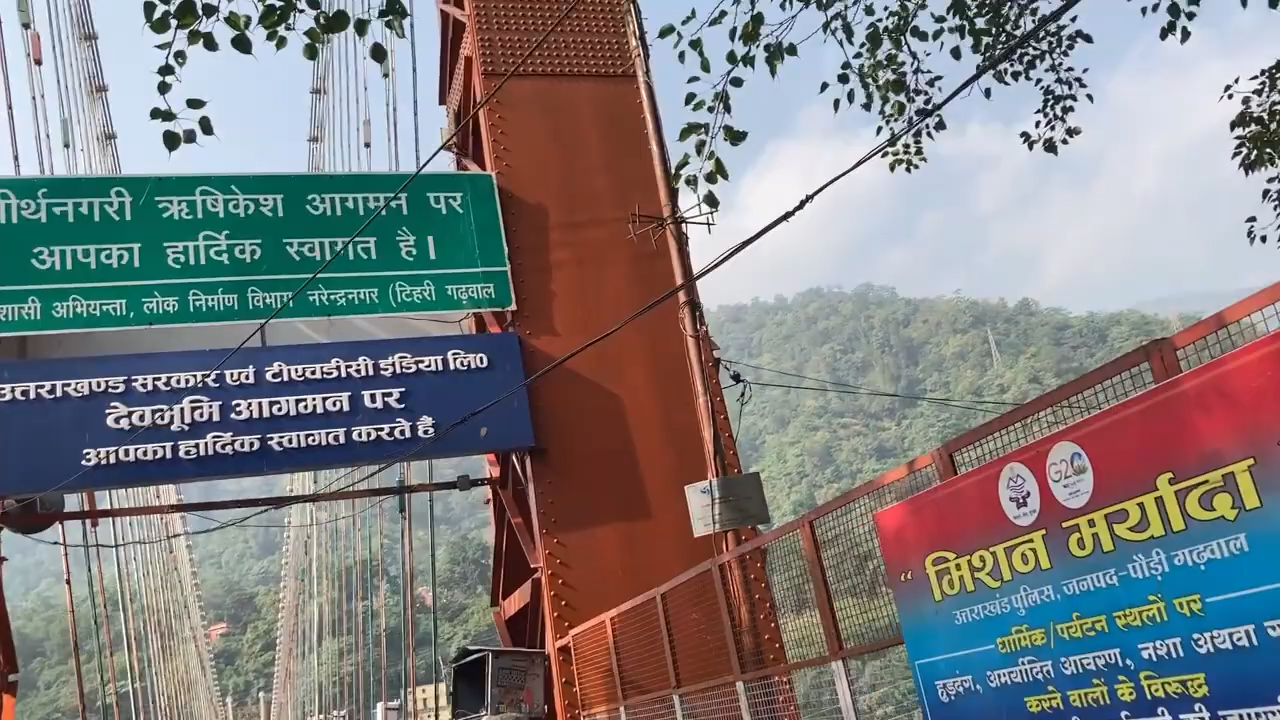 ऋषिकेश आगमन पर
आपका हार्दिक स्वागत है।
अभियन्ता, लोक निर्माण विभाग नरेन्द्रनगर (टिहरी गढ़वाल
उत्तराखण्ड सरकार एवं टीएचडीसी इंडिया लि०
देवभूमि आगमन पर
आपका हार्दिक स्वागत करते हैं
G20
“ मिशन मर्यादा
उत्तराखंड पुलिस, जनपद-पौड़ी गढ़वाल
धार्मिक/पर्यटन स्थलों पर
हुड़दंग, अमर्यादित आचरण, नशा अथवा
करने वालों के विरूद्ध